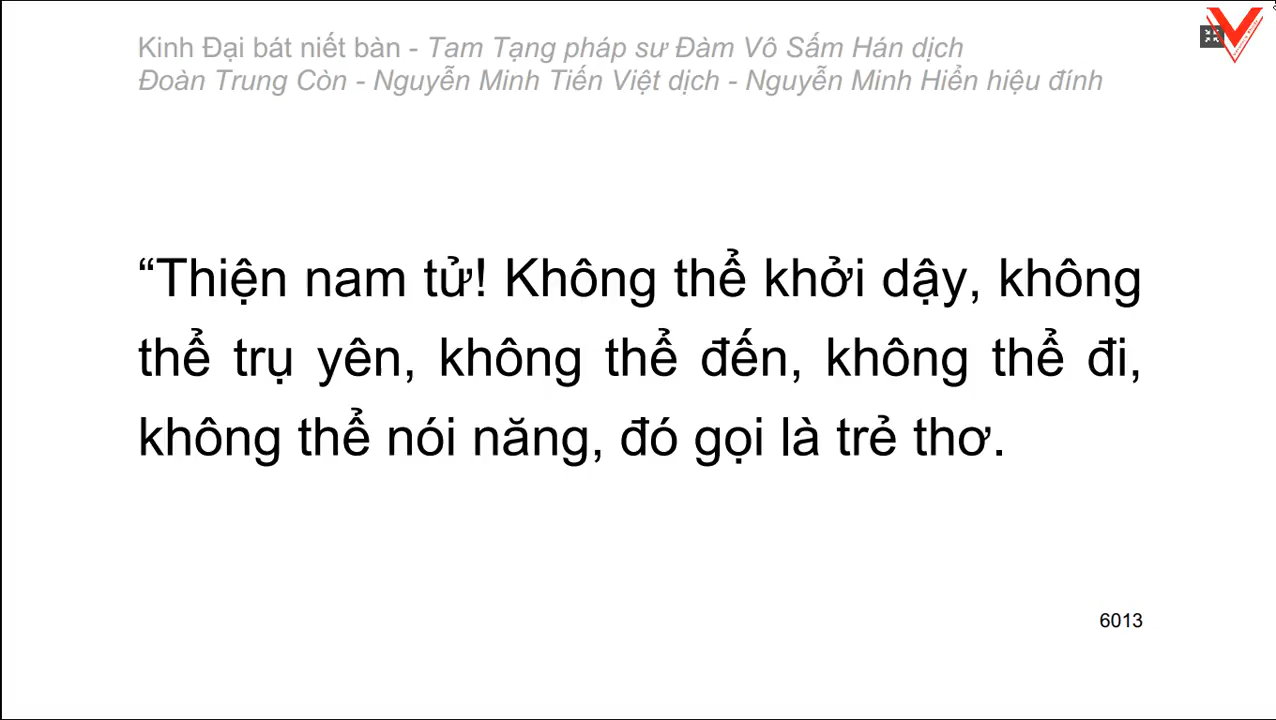 Kinh Đại bát niết bàn - Tam Tạng pháp sư Đàm Vô Sấm Hán dịch
Đoàn Trung Còn - Nguyễn Minh Tiến Việt dịch - Nguyễn Minh Hiển hiệu đính
“Thiện nam tử! Không thể khởi dậy, không
thể trụ yên, không thể đến, không thể đi,
không thể nói năng, đó gọi là trẻ thơ.
6013